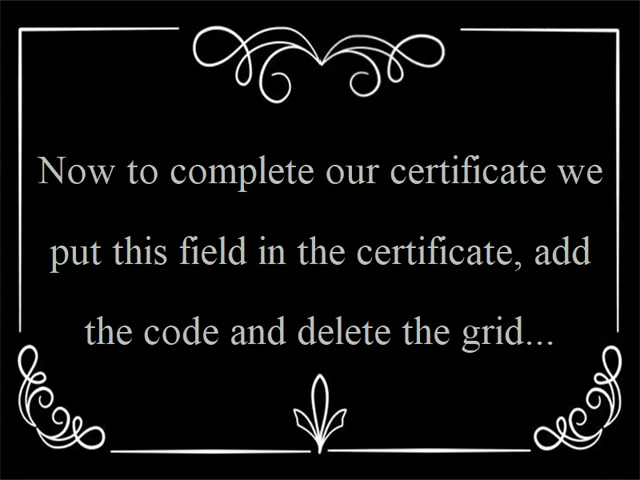 Now to complete our certificate we
put this field in the certificate, add
the code and delete the grid...